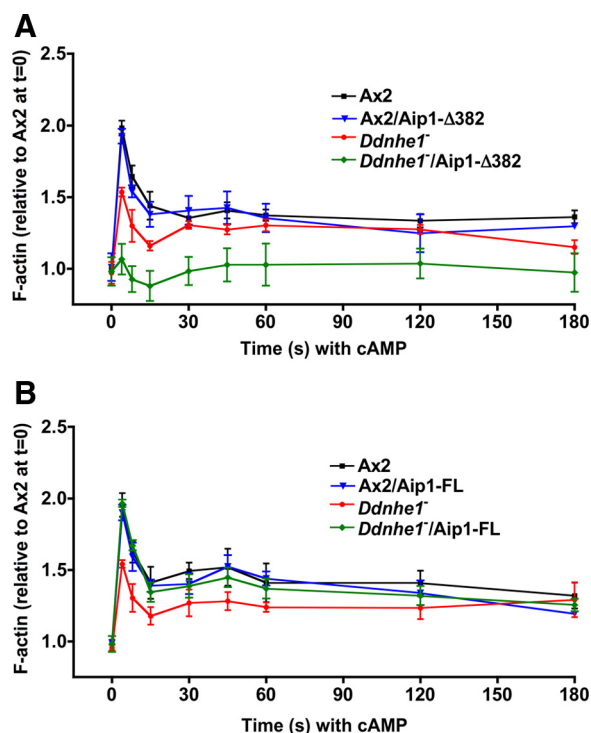 A
F-actin (relative to Ax2 at t=0)
2.5
2.0
1.5
1.0
Ax2
Ax2/Aip1-Δ382
Ddnhe1⁻
Ddnhe1⁻/Aip1-Δ382
0 30 60 90 120 150 180
Time (s) with cAMP
B
F-actin (relative to Ax2 at t=0)
2.5
2.0
1.5
1.0
Ax2
Ax2/Aip1-FL
Ddnhe1⁻
Ddnhe1⁻/Aip1-FL
0 30 60 90 120 150 180
Time (s) with cAMP